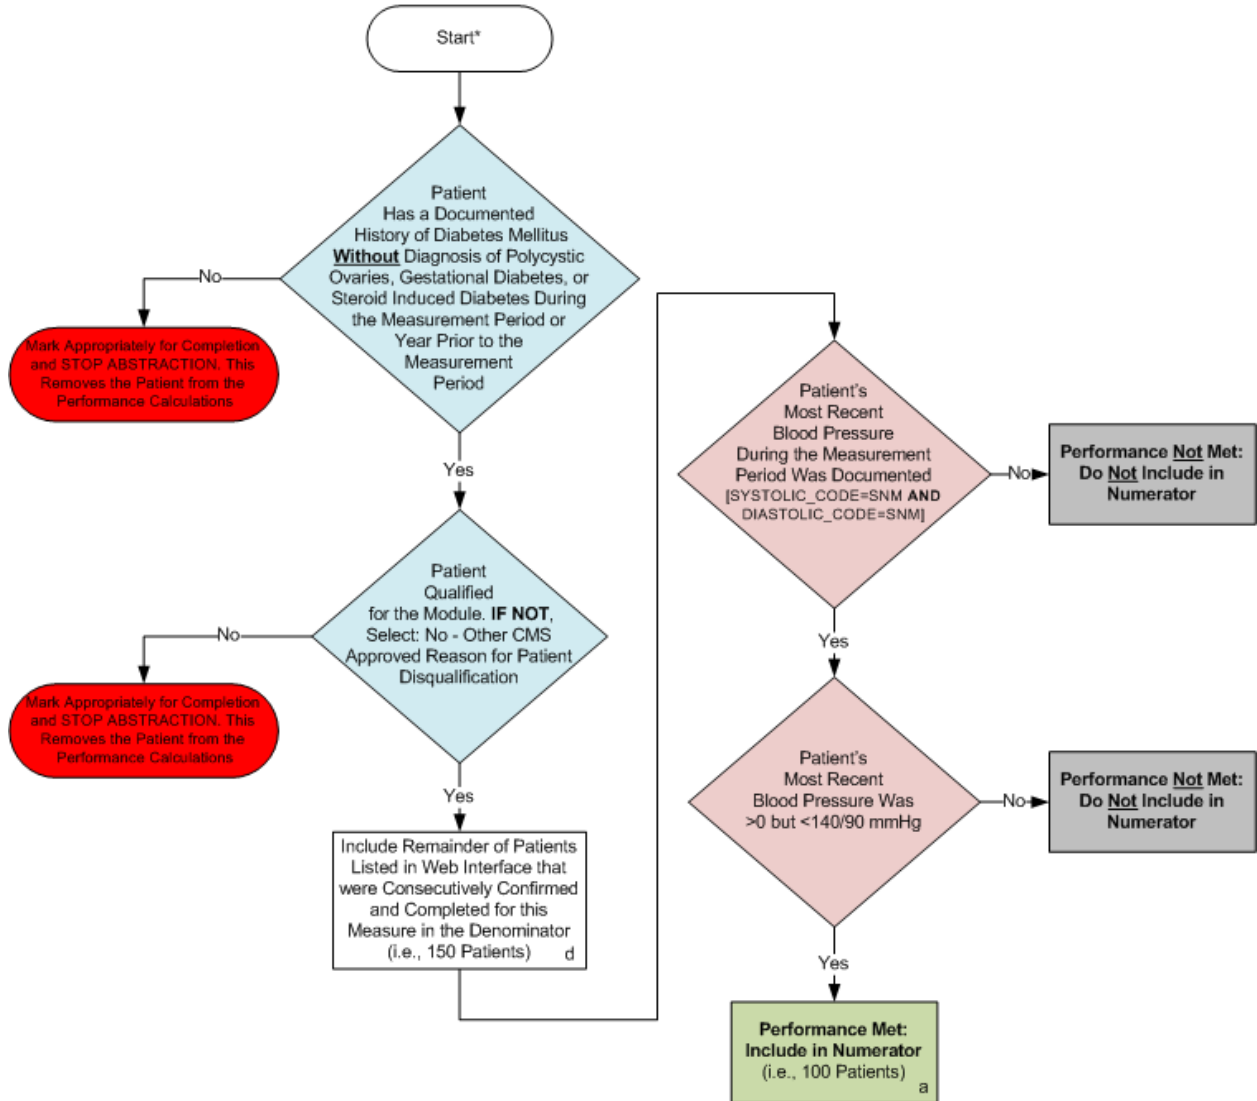 Start*
Patient
Has a Documented
History of Diabetes Mellitus
Without Diagnosis of Polycystic
Ovaries, Gestational Diabetes, or
Steroid Induced Diabetes During
the Measurement Period or
Year Prior to the
Measurement
Period
No
Mark Appropriately for Completion
and STOP ABSTRACTION. This
Removes the Patient from the
Performance Calculations
Yes
Patient
Qualified
for the Module. IF NOT,
Select: No - Other CMS
Approved Reason for Patient
Disqualification
No
Mark Appropriately for Completion
and STOP ABSTRACTION. This
Removes the Patient from the
Performance Calculations
Yes
Include Remainder of Patients
Listed in Web Interface that
were Consecutively Confirmed
and Completed for this
Measure in the Denominator
(i.e., 150 Patients) d
Patient's
Most Recent
Blood Pressure
During the Measurement
Period Was Documented
[SYSTOLIC_CODE=SNM AND
DIASTOLIC_CODE=SNM]
No
Performance Not Met:
Do Not Include in
Numerator
Yes
Patient's
Most Recent
Blood Pressure Was
>0 but <140/90 mmHg
No
Performance Not Met:
Do Not Include in
Numerator
Yes
Performance Met:
Include in Numerator
(i.e., 100 Patients)
a